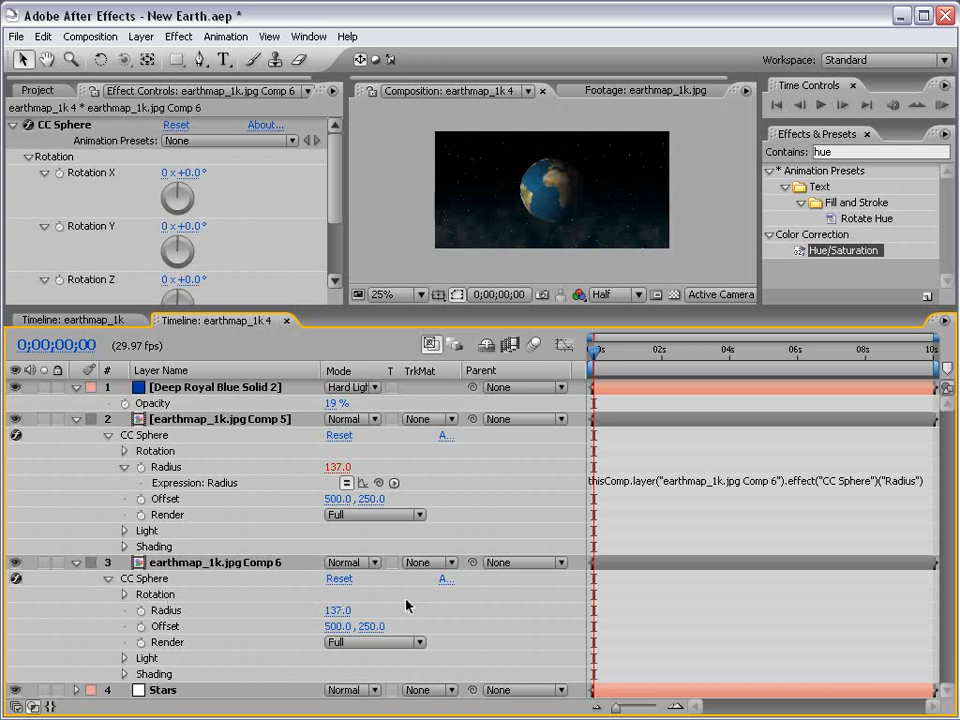 Adobe After Effects - New Earth.aep *
File Edit Composition Layer Effect Animation View Window Help
Workspace: Standard
Project Effect Controls: earthmap_1k.jpg Comp 6
earthmap_1k 4 * earthmap_1k.jpg Comp 6
CC Sphere Reset About...
Animation Presets: None
Rotation
Rotation X 0 x+0.0°
Rotation Y 0 x+0.0°
Rotation Z 0 x+0.0°
Composition: earthmap_1k 4 Footage: earthmap_1k.jpg
25% 0;00;00;00 Half Active Camera
Time Controls
Effects & Presets
Contains: hue
* Animation Presets
Text
Fill and Stroke
Rotate Hue
Color Correction
Hue/Saturation
Timeline: earthmap_1k Timeline: earthmap_1k 4
0;00;00;00 (29.97 fps)
02s 04s 06s 08s 10s
# Layer Name Mode T TrkMat Parent
1 [Deep Royal Blue Solid 2] Hard Ligh None
Opacity 19 %
2 [earthmap_1k.jpg Comp 5] Normal None None
CC Sphere Reset A...
Rotation
Radius 137.0
Expression: Radius thisComp.layer("earthmap_1k.jpg Comp 6").effect("CC Sphere")("Radius")
Offset 500.0, 250.0
Render Full
Light
Shading
3 earthmap_1k.jpg Comp 6 Normal None None
CC Sphere Reset A...
Rotation
Radius 137.0
Offset 500.0, 250.0
Render Full
Light
Shading
4 Stars Normal None None